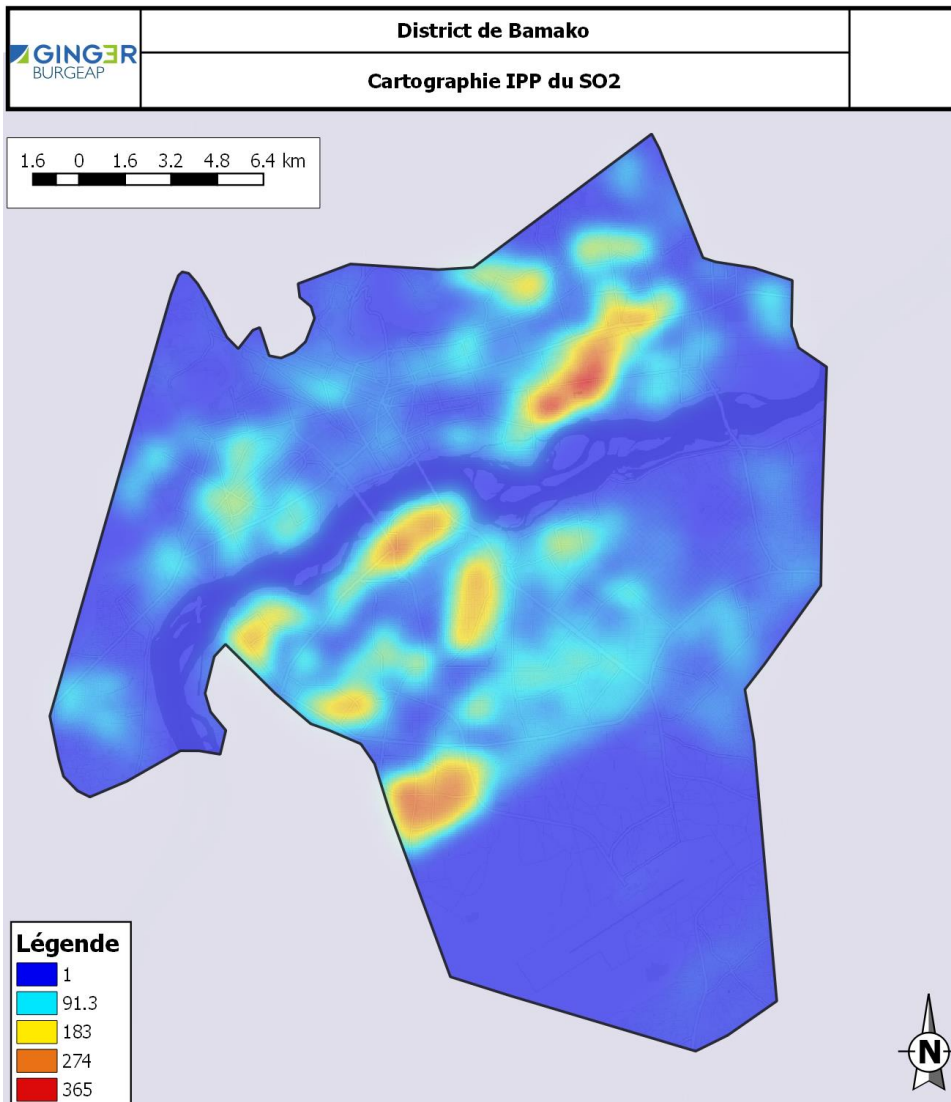 GINGER
BURGEAP
District de Bamako
Cartographie IPP du SO2
1.6 0 1.6 3.2 4.8 6.4 km
Légende
1
91.3
183
274
365
N